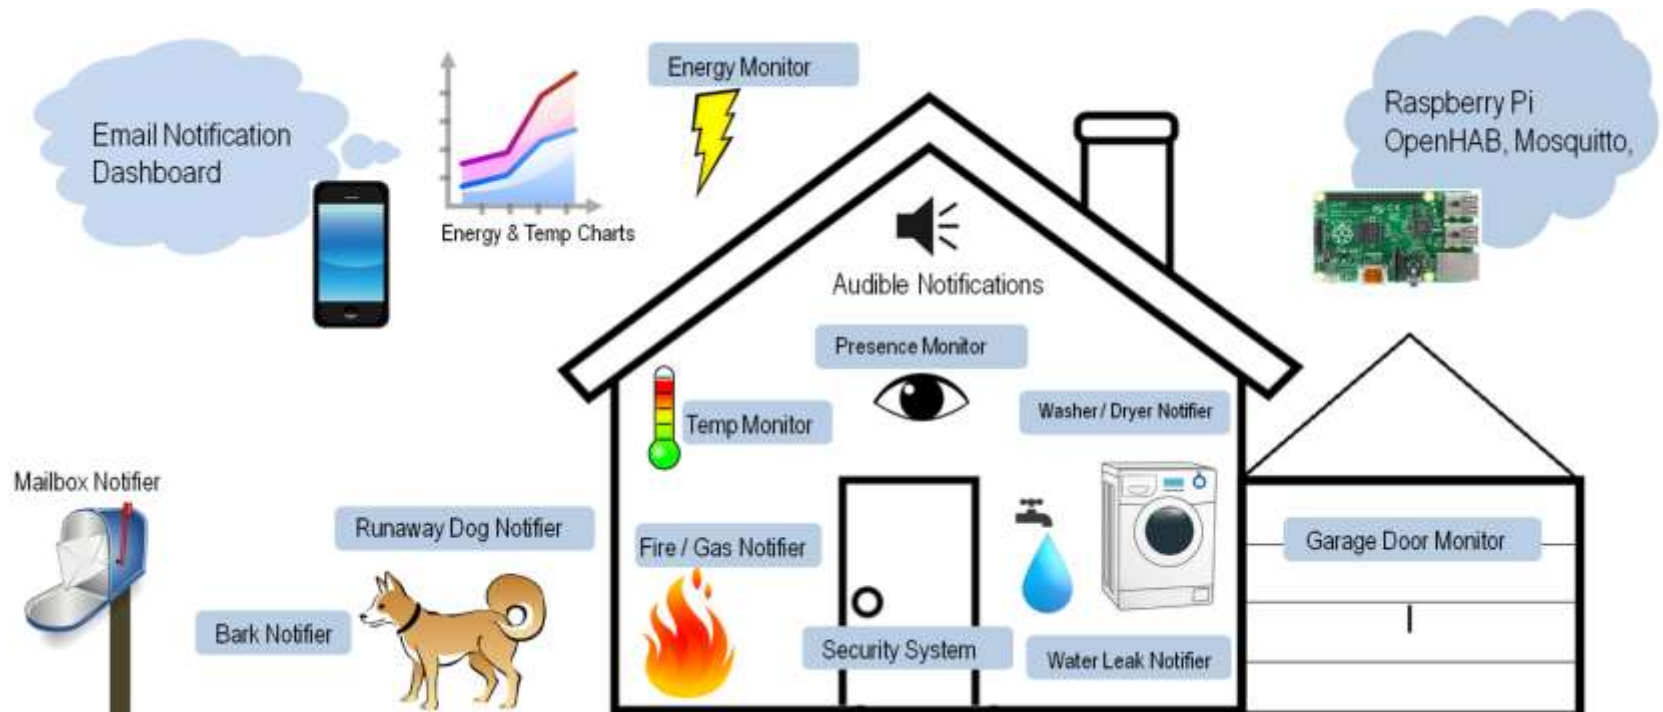 Energy Monitor
Email Notification
Dashboard
Energy & Temp Charts
Raspberry Pi
OpenHAB, Mosquitto,
Audible Notifications
Presence Monitor
Temp Monitor
Washer / Dryer Notifier
Mailbox Notifier
Runaway Dog Notifier
Fire / Gas Notifier
Garage Door Monitor
Bark Notifier
Security System
Water Leak Notifier